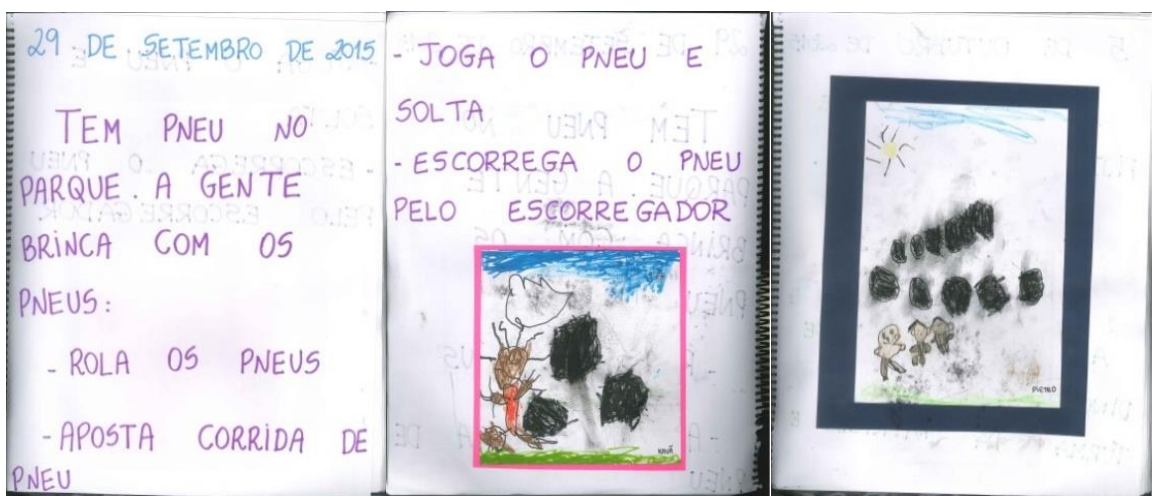 29 DE SETEMBRO DE 2015
TEM PNEU NO
PARQUE. A GENTE
BRINCA COM OS
PNEUS:
- ROLA OS PNEUS
- APOSTA CORRIDA DE
PNEU
- JOGA O PNEU E
SOLTA
- ESCORREGA O PNEU
PELO ESCORREGADOR
KAUÃ
PIETRO